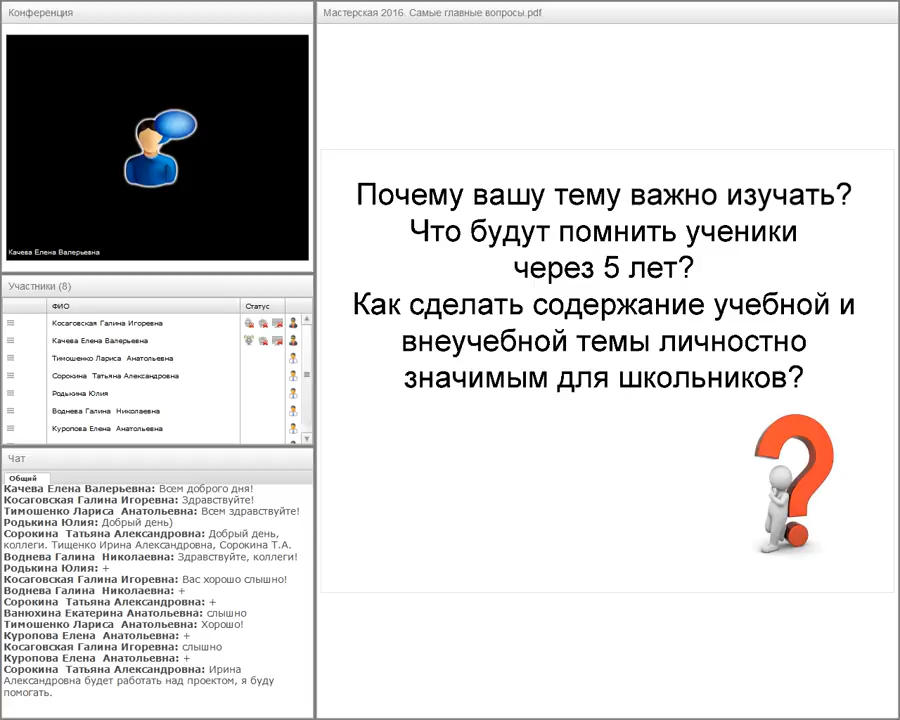 Конференция
Качева Елена Валерьевна
Участники (8)
ФИО Статус
Косаговская Галина Игоревна
Качева Елена Валерьевна
Тимошенко Лариса Анатольевна
Сорокина Татьяна Александровна
Родькина Юлия
Воднева Галина Николаевна
Куропова Елена Анатольевна
Чат
Общий
Качева Елена Валерьевна: Всем доброго дня!
Косаговская Галина Игоревна: Здравствуйте!
Тимошенко Лариса Анатольевна: Всем здравствуйте!
Родькина Юлия: Добрый день)
Сорокина Татьяна Александровна: Добрый день,
коллеги. Тищенко Ирина Александровна, Сорокина Т.А.
Воднева Галина Николаевна: Здравствуйте, коллеги!
Родькина Юлия: +
Косаговская Галина Игоревна: Вас хорошо слышно!
Воднева Галина Николаевна: +
Сорокина Татьяна Александровна: +
Ванюхина Екатерина Анатольевна: слышно
Тимошенко Лариса Анатольевна: Хорошо!
Куропова Елена Анатольевна: +
Косаговская Галина Игоревна: слышно
Куропова Елена Анатольевна: +
Сорокина Татьяна Александровна: Ирина
Александровна будет работать над проектом, я буду
помогать.
Мастерская 2016. Самые главные вопросы.pdf
Почему вашу тему важно изучать?
Что будут помнить ученики
через 5 лет?
Как сделать содержание учебной и
внеучебной темы личностно
значимым для школьников?